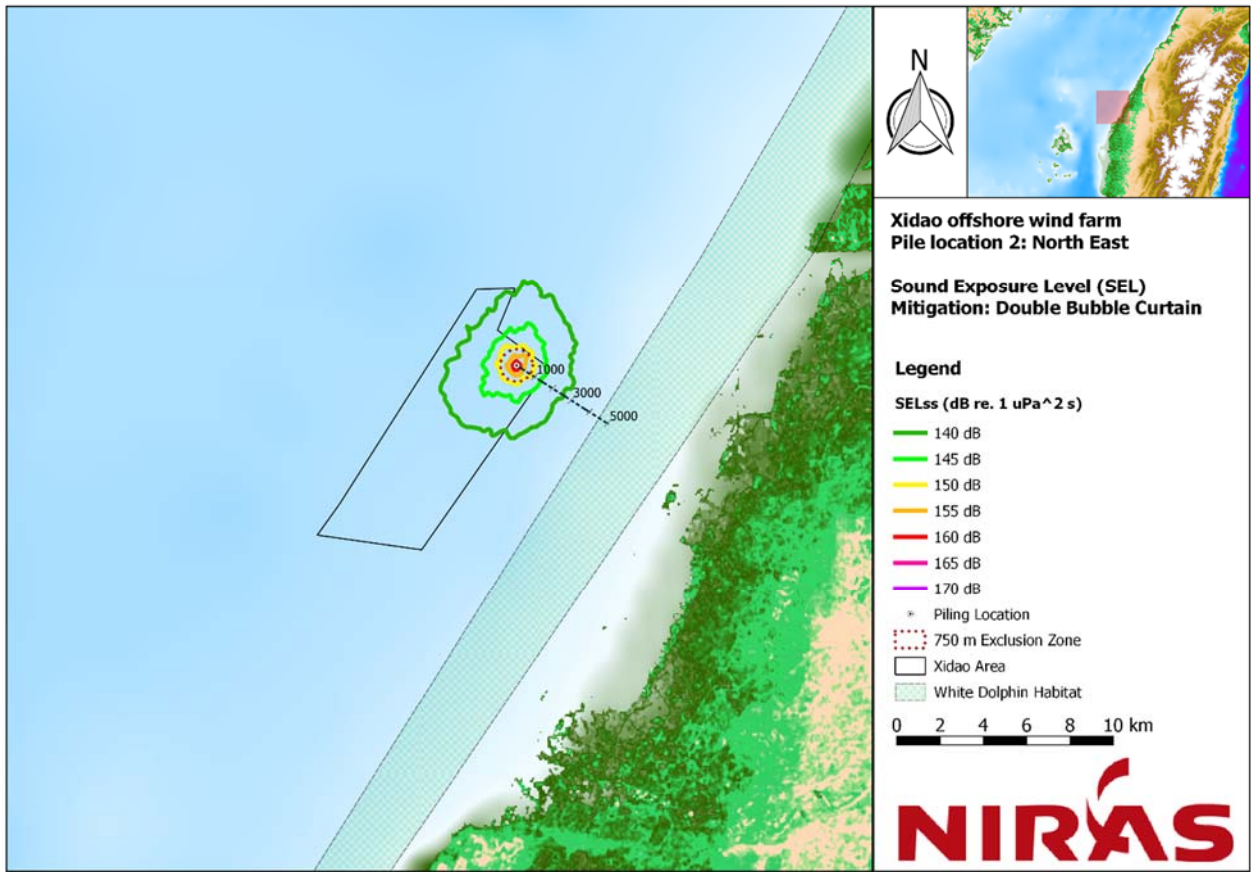 1000
3000
5000
N
Xidao offshore wind farm
Pile location 2: North East
Sound Exposure Level (SEL)
Mitigation: Double Bubble Curtain
Legend
SELss (dB re. 1 uPa^2 s)
140 dB
145 dB
150 dB
155 dB
160 dB
165 dB
170 dB
Piling Location
750 m Exclusion Zone
Xidao Area
White Dolphin Habitat
0 2 4 6 8 10 km
NIRAS